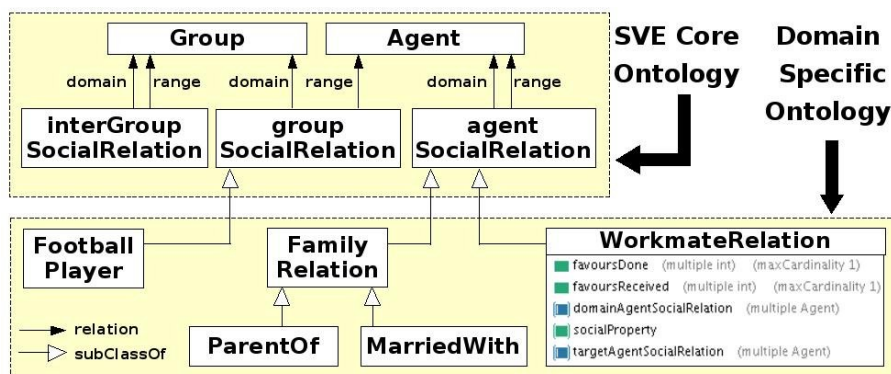 Group
Agent
domain
range
domain
range
domain
range
interGroup
SocialRelation
group
SocialRelation
agent
SocialRelation
SVE Core
Ontology
Domain
Specific
Ontology
Football
Player
Family
Relation
WorkmateRelation
favoursDone (multiple int) (maxCardinality 1)
favoursReceived (multiple int) (maxCardinality 1)
domainAgentSocialRelation (multiple Agent)
socialProperty
targetAgentSocialRelation (multiple Agent)
relation
subClassOf
ParentOf
MarriedWith